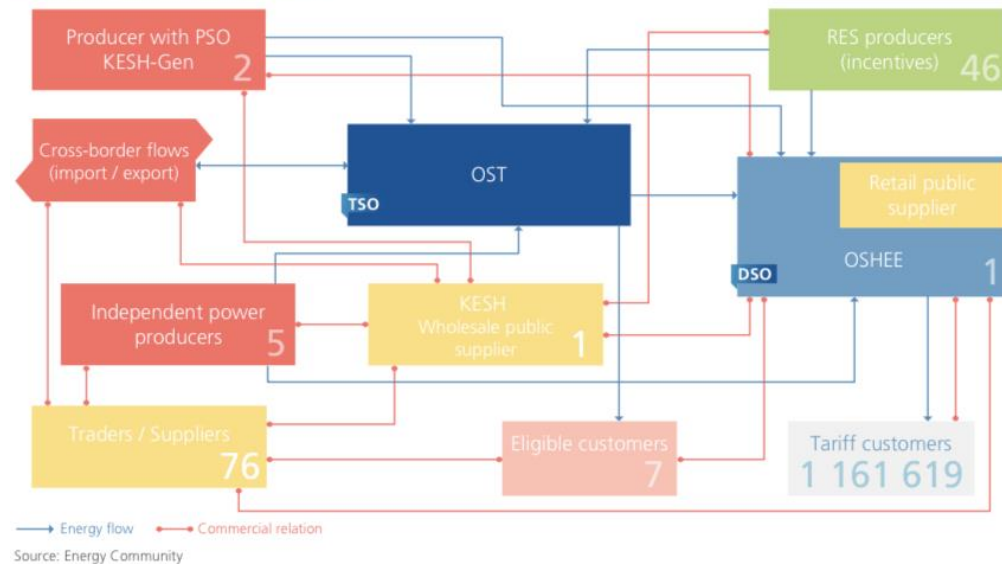 Producer with PSO
KESH-Gen
2
RES producers
(incentives)
46
Cross-border flows
(import / export)
OST
TSO
Retail public
supplier
OSHEE
DSO
1
Independent power
producers
5
KESH
Wholesale public
supplier
1
Traders / Suppliers
76
Eligible customers
7
Tariff customers
1 161 619
Energy flow
Commercial relation
Source: Energy Community